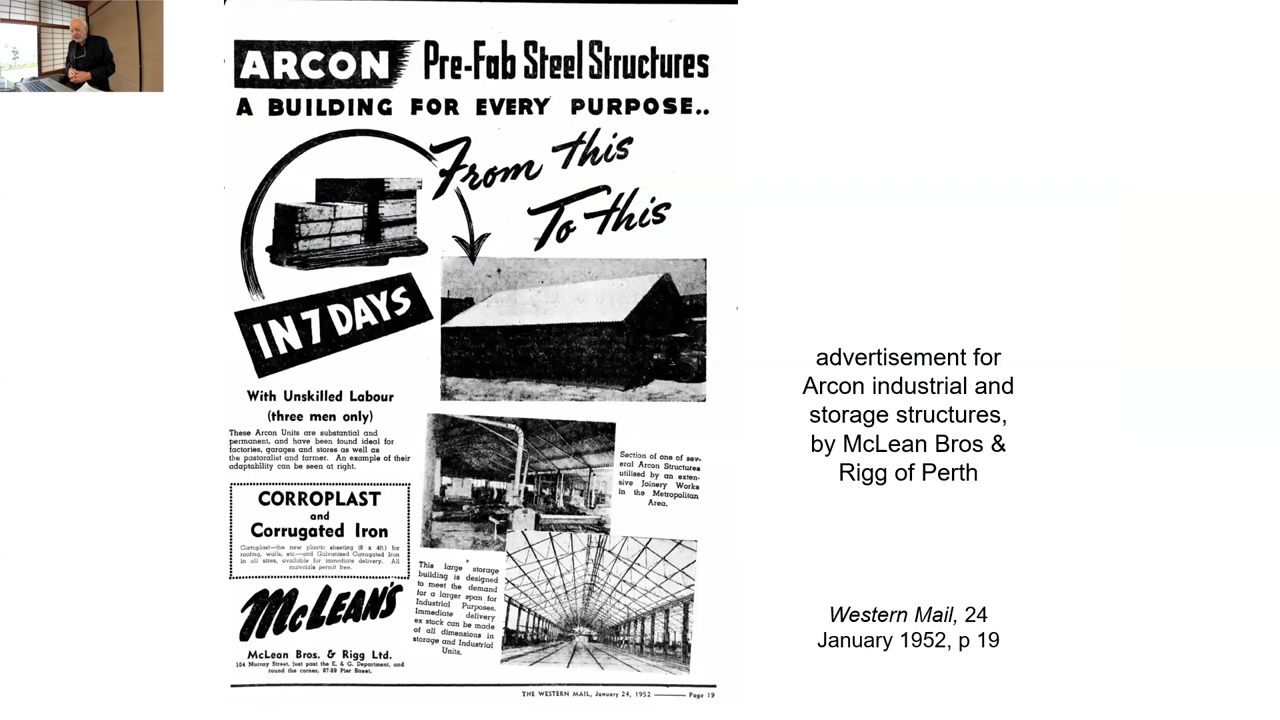 ARCON Pre-Fab Steel Structures
A BUILDING FOR EVERY PURPOSE..
From this
To this
IN 7 DAYS
With Unskilled Labour
(three men only)
These Arcon Units are substantial and
permanent, and have been found ideal for
factories, garages and stores as well as
the pastoralist and farmer. An example of their
adaptability can be seen at right.
Section of one of sev-
eral Arcon Structures
utilised by an exten-
sive Joinery Works
in the Metropolitan
Area.
CORROPLAST
and
Corrugated Iron
Corroplast—the new plastic sheeting (8 x 4ft.) for
roofing, walls, etc.—and Galvanised Corrugated Iron
in all sizes, available for immediate delivery. All
materials permit free.
This large storage
building is designed
to meet the demand
for a larger span for
Industrial Purposes.
Immediate delivery
ex stock can be made
of all dimensions in
storage and Industrial
Units.
McLEAN'S
McLean Bros. & Rigg Ltd.
104 Murray Street, just past the E. & G. Department, and
round the corner, 87-89 Pier Street.
THE WESTERN MAIL, January 24, 1952 — Page 19
advertisement for
Arcon industrial and
storage structures,
by McLean Bros &
Rigg of Perth
Western Mail, 24
January 1952, p 19